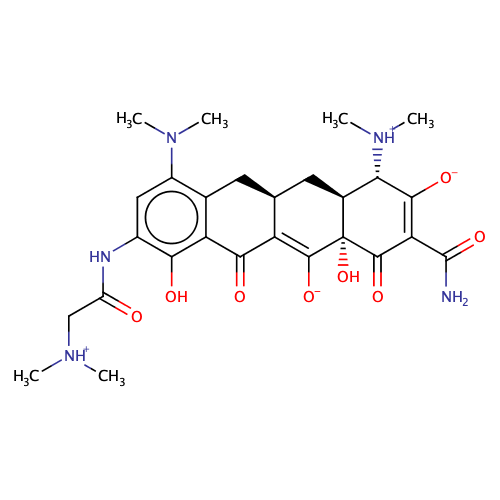 H₃C CH₃ H₃C CH₃
N NH⁺
O⁻
HN O
OH O O⁻ OH O NH₂
O
NH⁺
H₃C CH₃